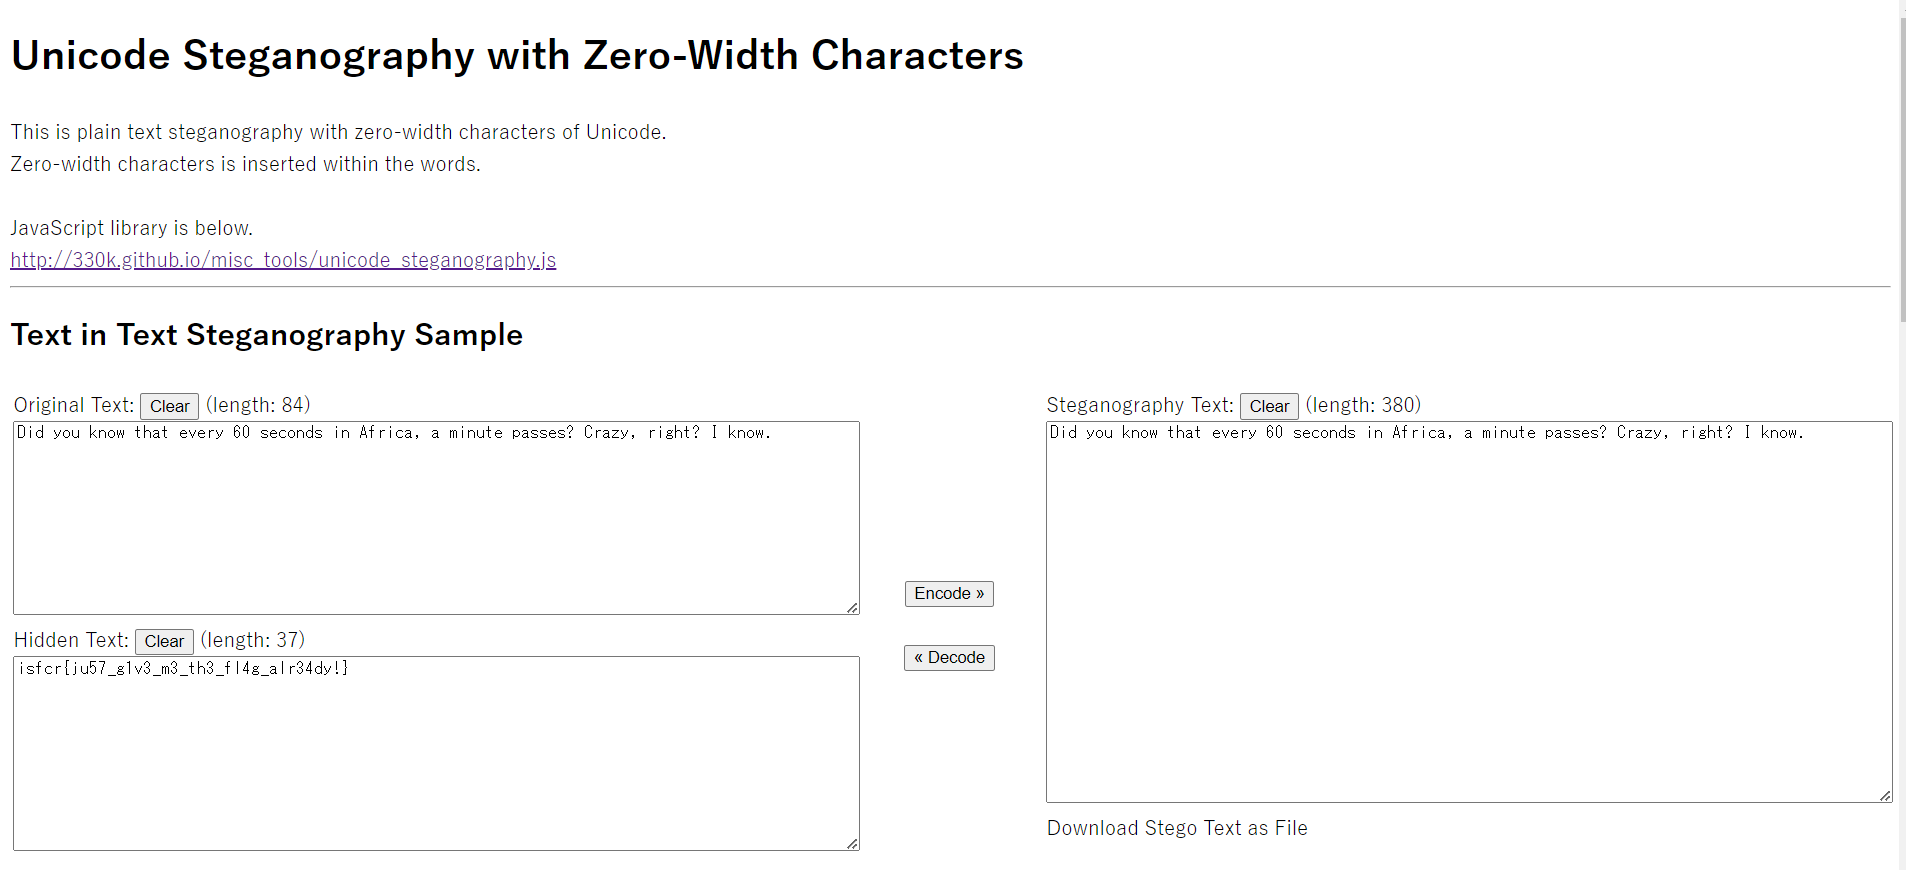 Unicode Steganography with Zero-Width Characters
This is plain text steganography with zero-width characters of Unicode.
Zero-width characters is inserted within the words.
JavaScript library is below.
http://330k.github.io/misc_tools/unicode_steganography.js
Text in Text Steganography Sample
Original Text: Clear (length: 84)
Did you know that every 60 seconds in Africa, a minute passes? Crazy, right? I know.
Hidden Text: Clear (length: 37)
isfcr{ju57_g1v3_m3_th3_fl4g_alr34dy!}
Encode »
« Decode
Steganography Text: Clear (length: 380)
Did you know that every 60 seconds in Africa, a minute passes? Crazy, right? I know.
Download Stego Text as File